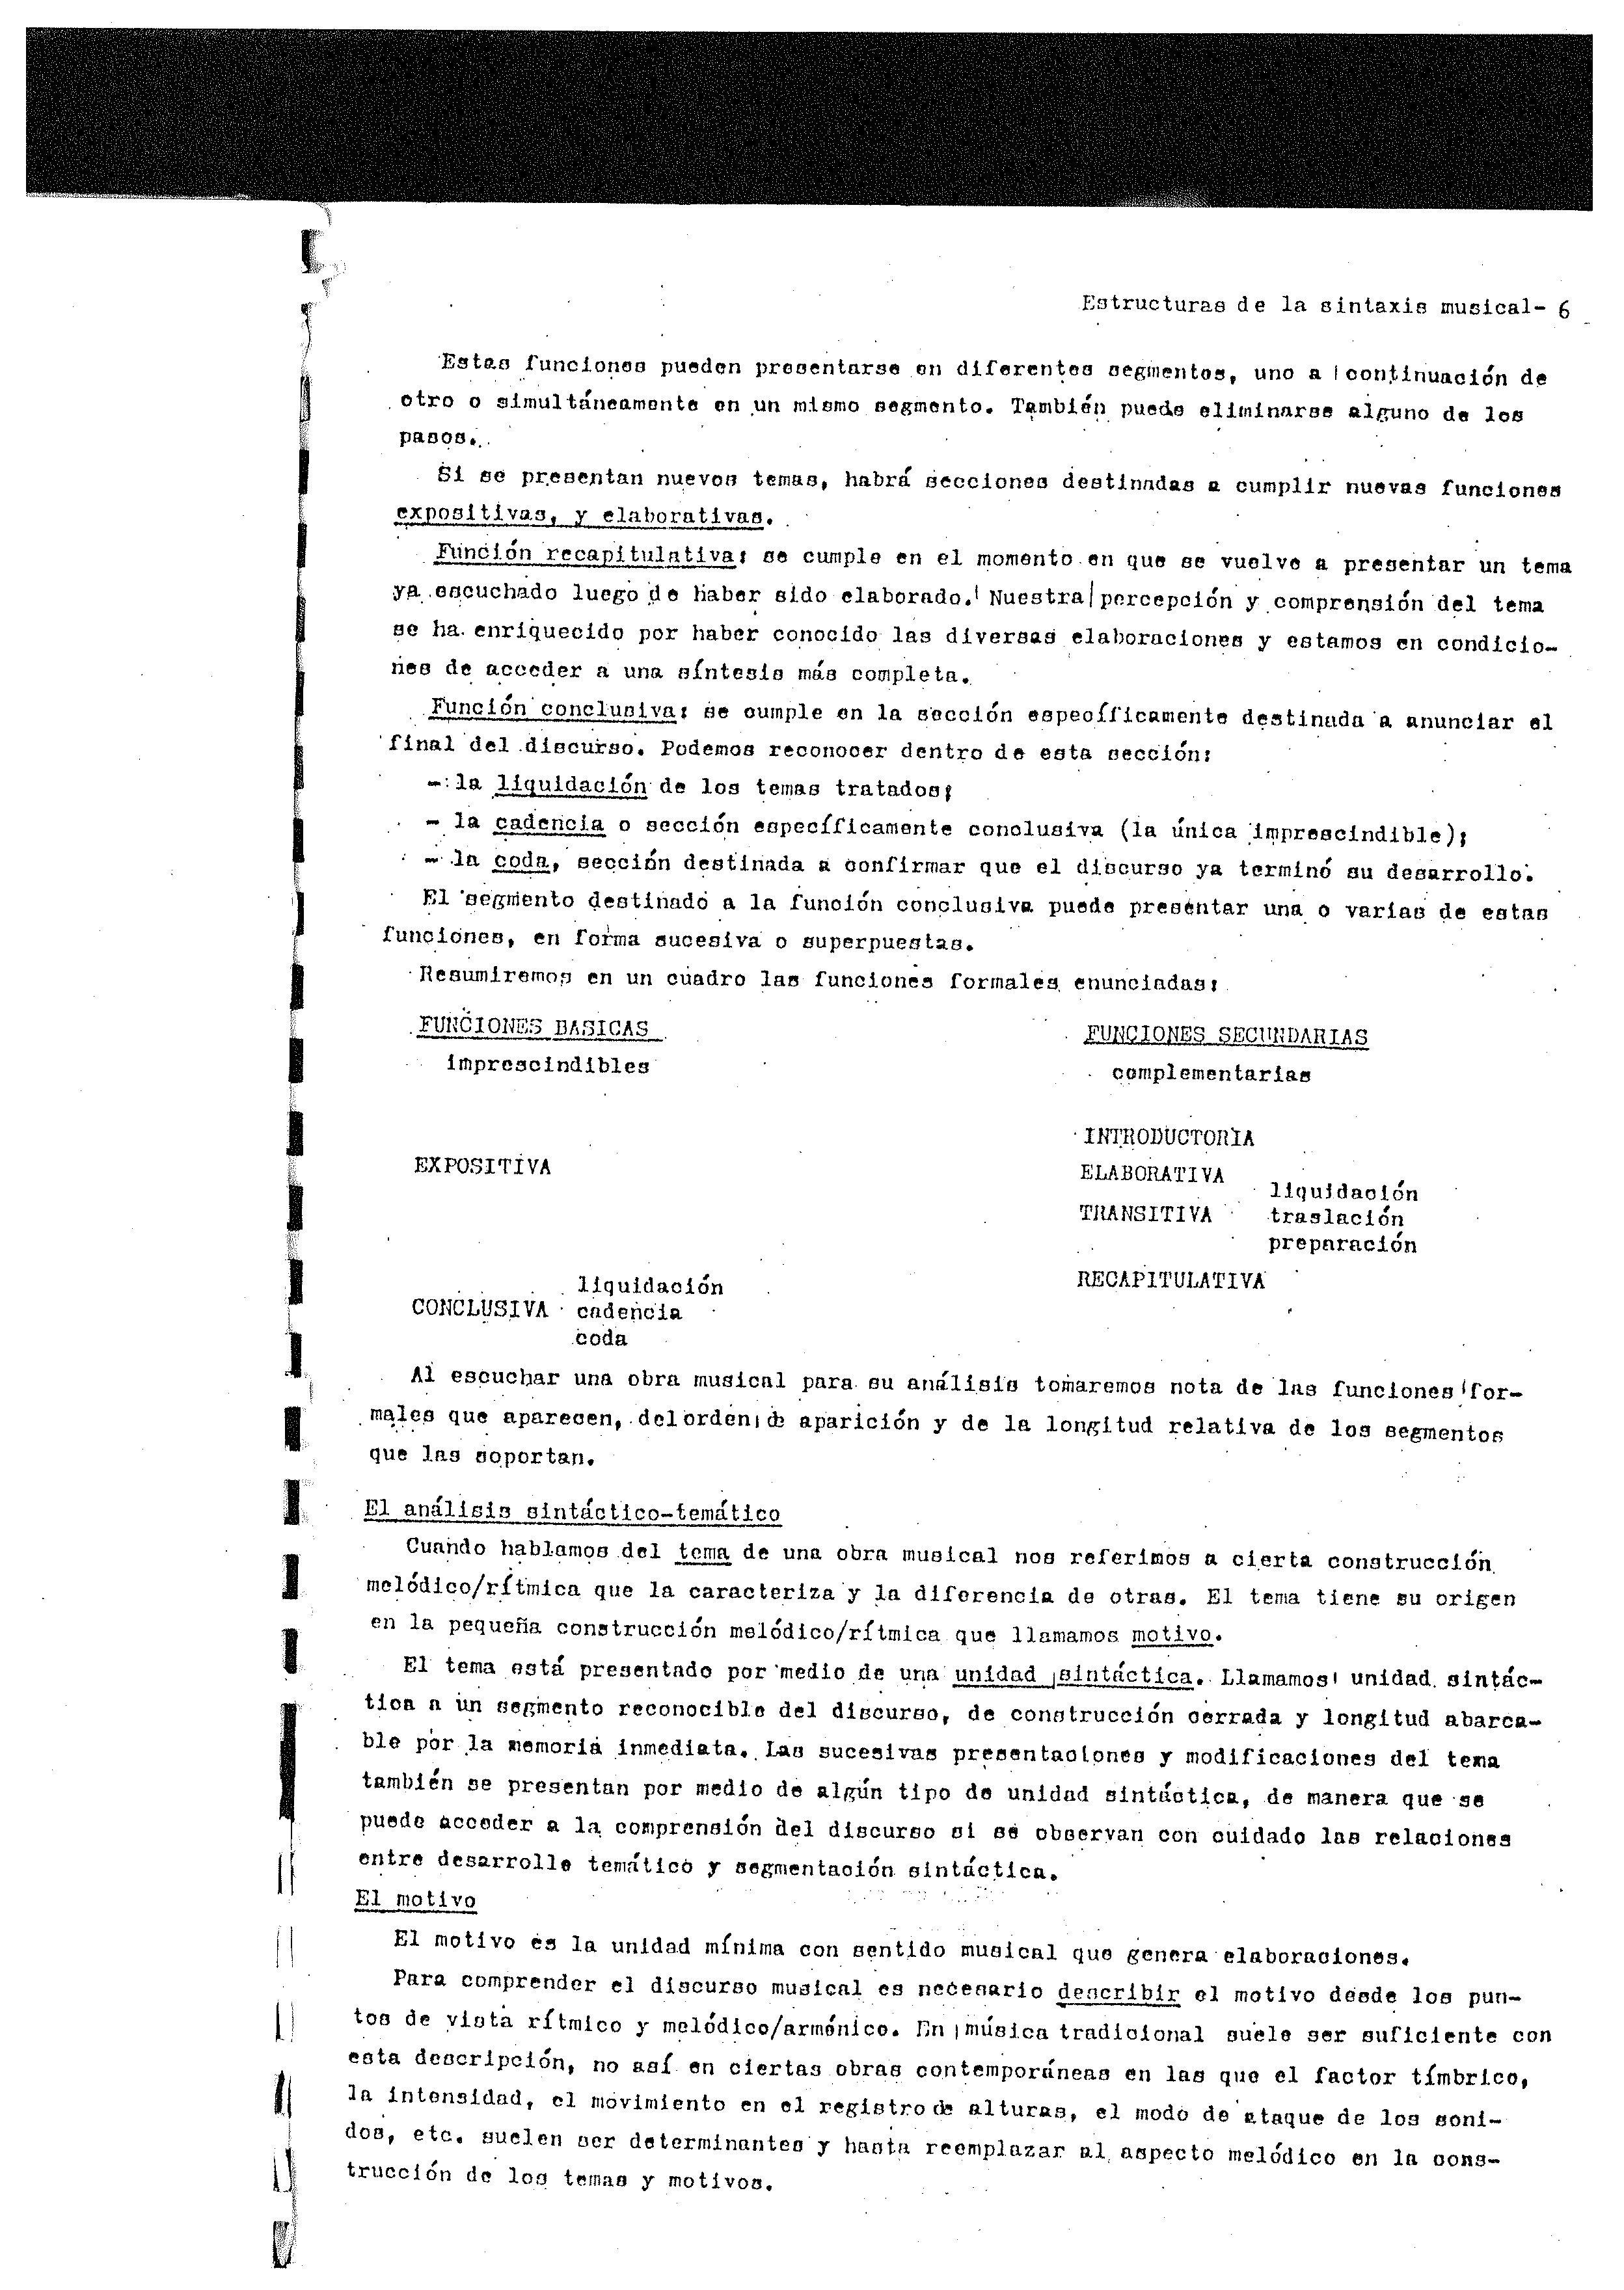 Estructuras de la sintaxis musical- 6
Estas funciones pueden presentarse en diferentes segmentos, uno a continuación de
otro o simultáneamente en un mismo segmento. También puede eliminarse alguno de los
pasos.
Si se presentan nuevos temas, habrá secciones destinadas a cumplir nuevas funciones
expositivas, y elaborativas.
Función recapitulativa: se cumple en el momento en que se vuelve a presentar un tema
ya escuchado luego de haber sido elaborado. Nuestra percepción y comprensión del tema
se ha enriquecido por haber conocido las diversas elaboraciones y estamos en condicio-
nes de acceder a una síntesis más completa.
Función conclusiva: se cumple en la sección específicamente destinada a anunciar el
final del discurso. Podemos reconocer dentro de esta sección:
- la liquidación de los temas tratados;
- la cadencia o sección específicamente conclusiva (la única imprescindible);
- la coda, sección destinada a confirmar que el discurso ya terminó su desarrollo.
El segmento destinado a la función conclusiva puede presentar una o varias de estas
funciones, en forma sucesiva o superpuestas.
Resumiremos en un cuadro las funciones formales enunciadas:
FUNCIONES BASICAS
FUNCIONES SECUNDARIAS
imprescindibles
complementarias
INTRODUCTORIA
EXPOSITIVA
ELABORATIVA
liquidación
TRANSITIVA traslación
preparación
RECAPITULATIVA
liquidación
CONCLUSIVA cadencia
coda
Al escuchar una obra musical para su análisis tomaremos nota de las funciones for-
males que aparecen, del orden de aparición y de la longitud relativa de los segmentos
que las soportan.
El análisis sintáctico-temático
Cuando hablamos del tema de una obra musical nos referimos a cierta construcción
melódico/rítmica que la caracteriza y la diferencia de otras. El tema tiene su origen
en la pequeña construcción melódico/rítmica que llamamos motivo.
El tema está presentado por medio de una unidad sintáctica. Llamamos unidad sintác-
tica a un segmento reconocible del discurso, de construcción cerrada y longitud abarca-
ble por la memoria inmediata. Las sucesivas presentaciones y modificaciones del tema
también se presentan por medio de algún tipo de unidad sintáctica, de manera que se
puede acceder a la comprensión del discurso si se observan con cuidado las relaciones
entre desarrollo temático y segmentación sintáctica.
El motivo
El motivo es la unidad mínima con sentido musical que genera elaboraciones.
Para comprender el discurso musical es necesario describir el motivo desde los pun-
tos de vista rítmico y melódico/armónico. En música tradicional suele ser suficiente con
esta descripción, no así en ciertas obras contemporáneas en las que el factor tímbrico,
la intensidad, el movimiento en el registro de alturas, el modo de ataque de los soni-
dos, etc. suelen ser determinantes y hasta reemplazar al aspecto melódico en la cons-
trucción de los temas y motivos.